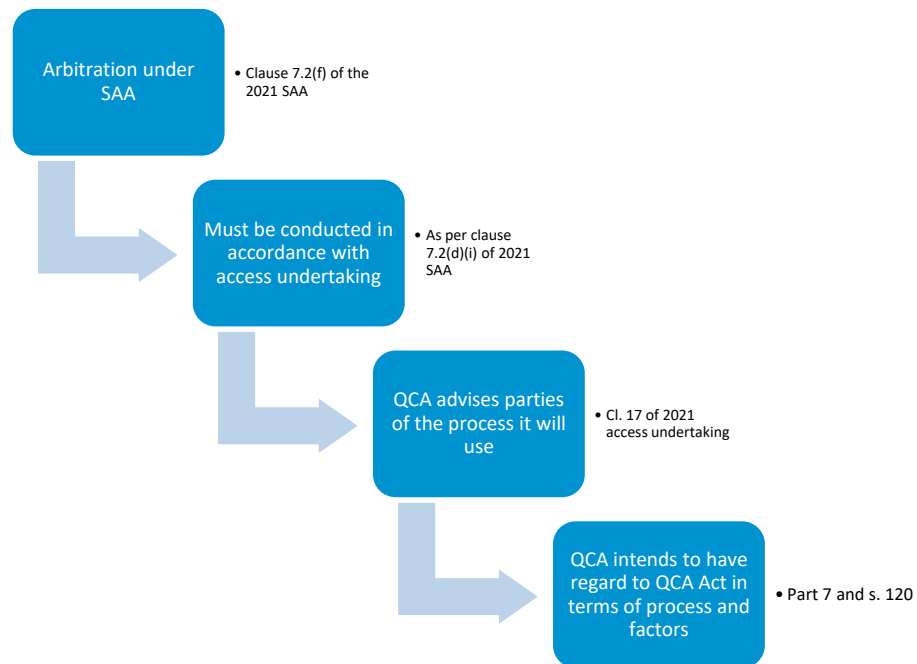 Arbitration under
SAA
• Clause 7.2(f) of the
2021 SAA
Must be conducted in
accordance with
access undertaking
• As per clause
7.2(d)(i) of 2021
SAA
QCA advises parties
of the process it will
use
• Cl. 17 of 2021
access undertaking
QCA intends to have
regard to QCA Act in
terms of process and
factors
• Part 7 and s. 120